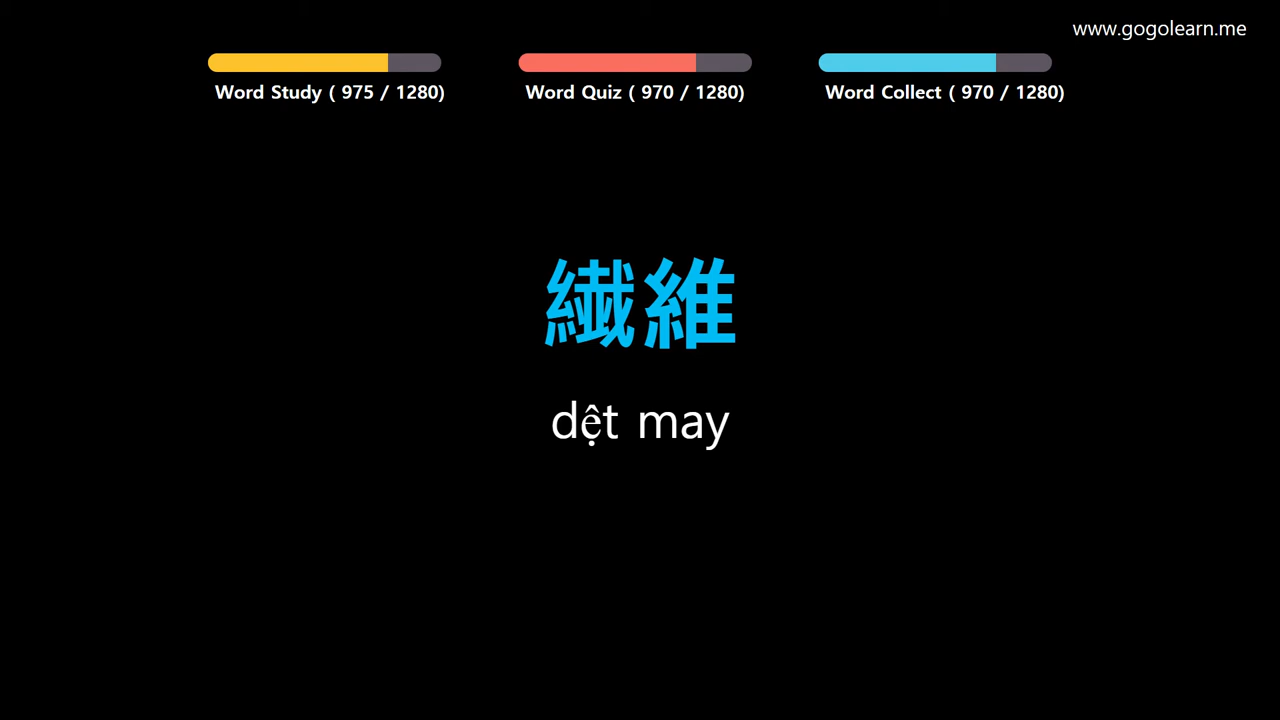 www.gogolearn.me
Word Study ( 975 / 1280)
Word Quiz ( 970 / 1280)
Word Collect ( 970 / 1280)
繊維
dệt may